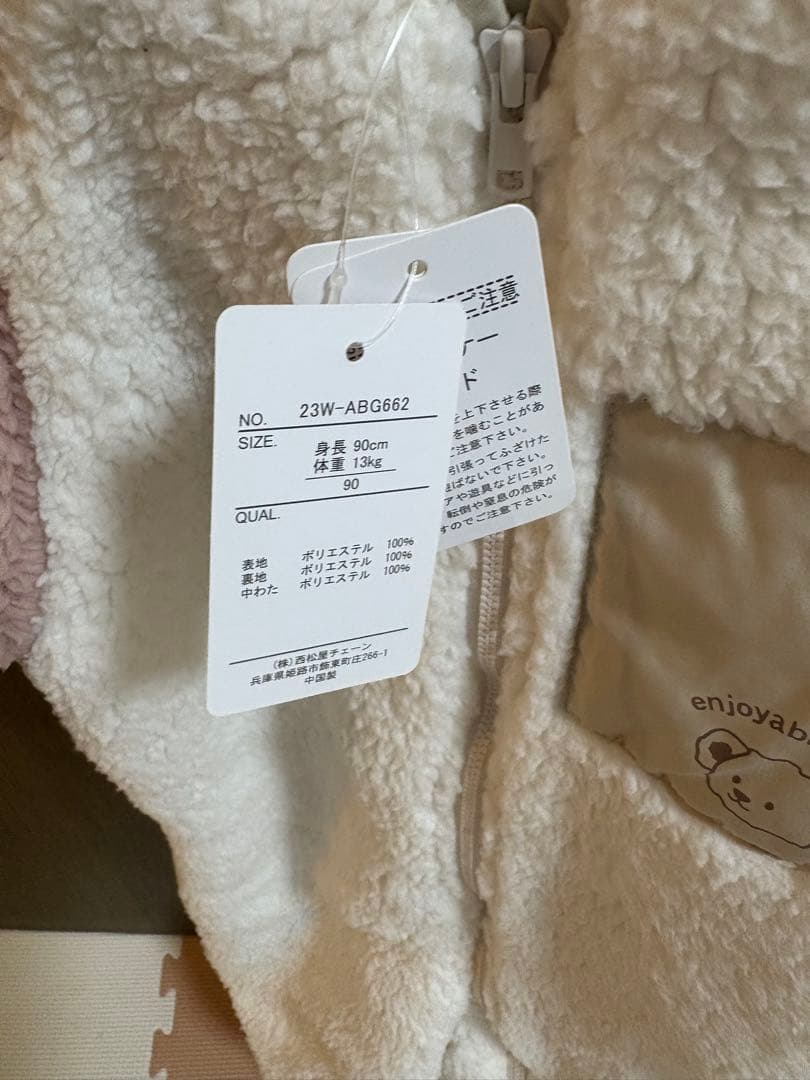 NO. 23W-ABG662
SIZE. 身長 90cm
体重 13kg
90
QUAL.
表地 ポリエステル 100%
裏地 ポリエステル 100%
中わた ポリエステル 100%
(株)西松屋チェーン
兵庫県姫路市飾東町庄266-1
中国製
ご注意
ナー
ド
を上下させる際
を噛むことがあ
ご注意下さい。
引張ってふざけた
ばないで下さい。
アや遊具などに引っ
転倒や窒息の危険が
すのでご注意下さい。
enjoyab